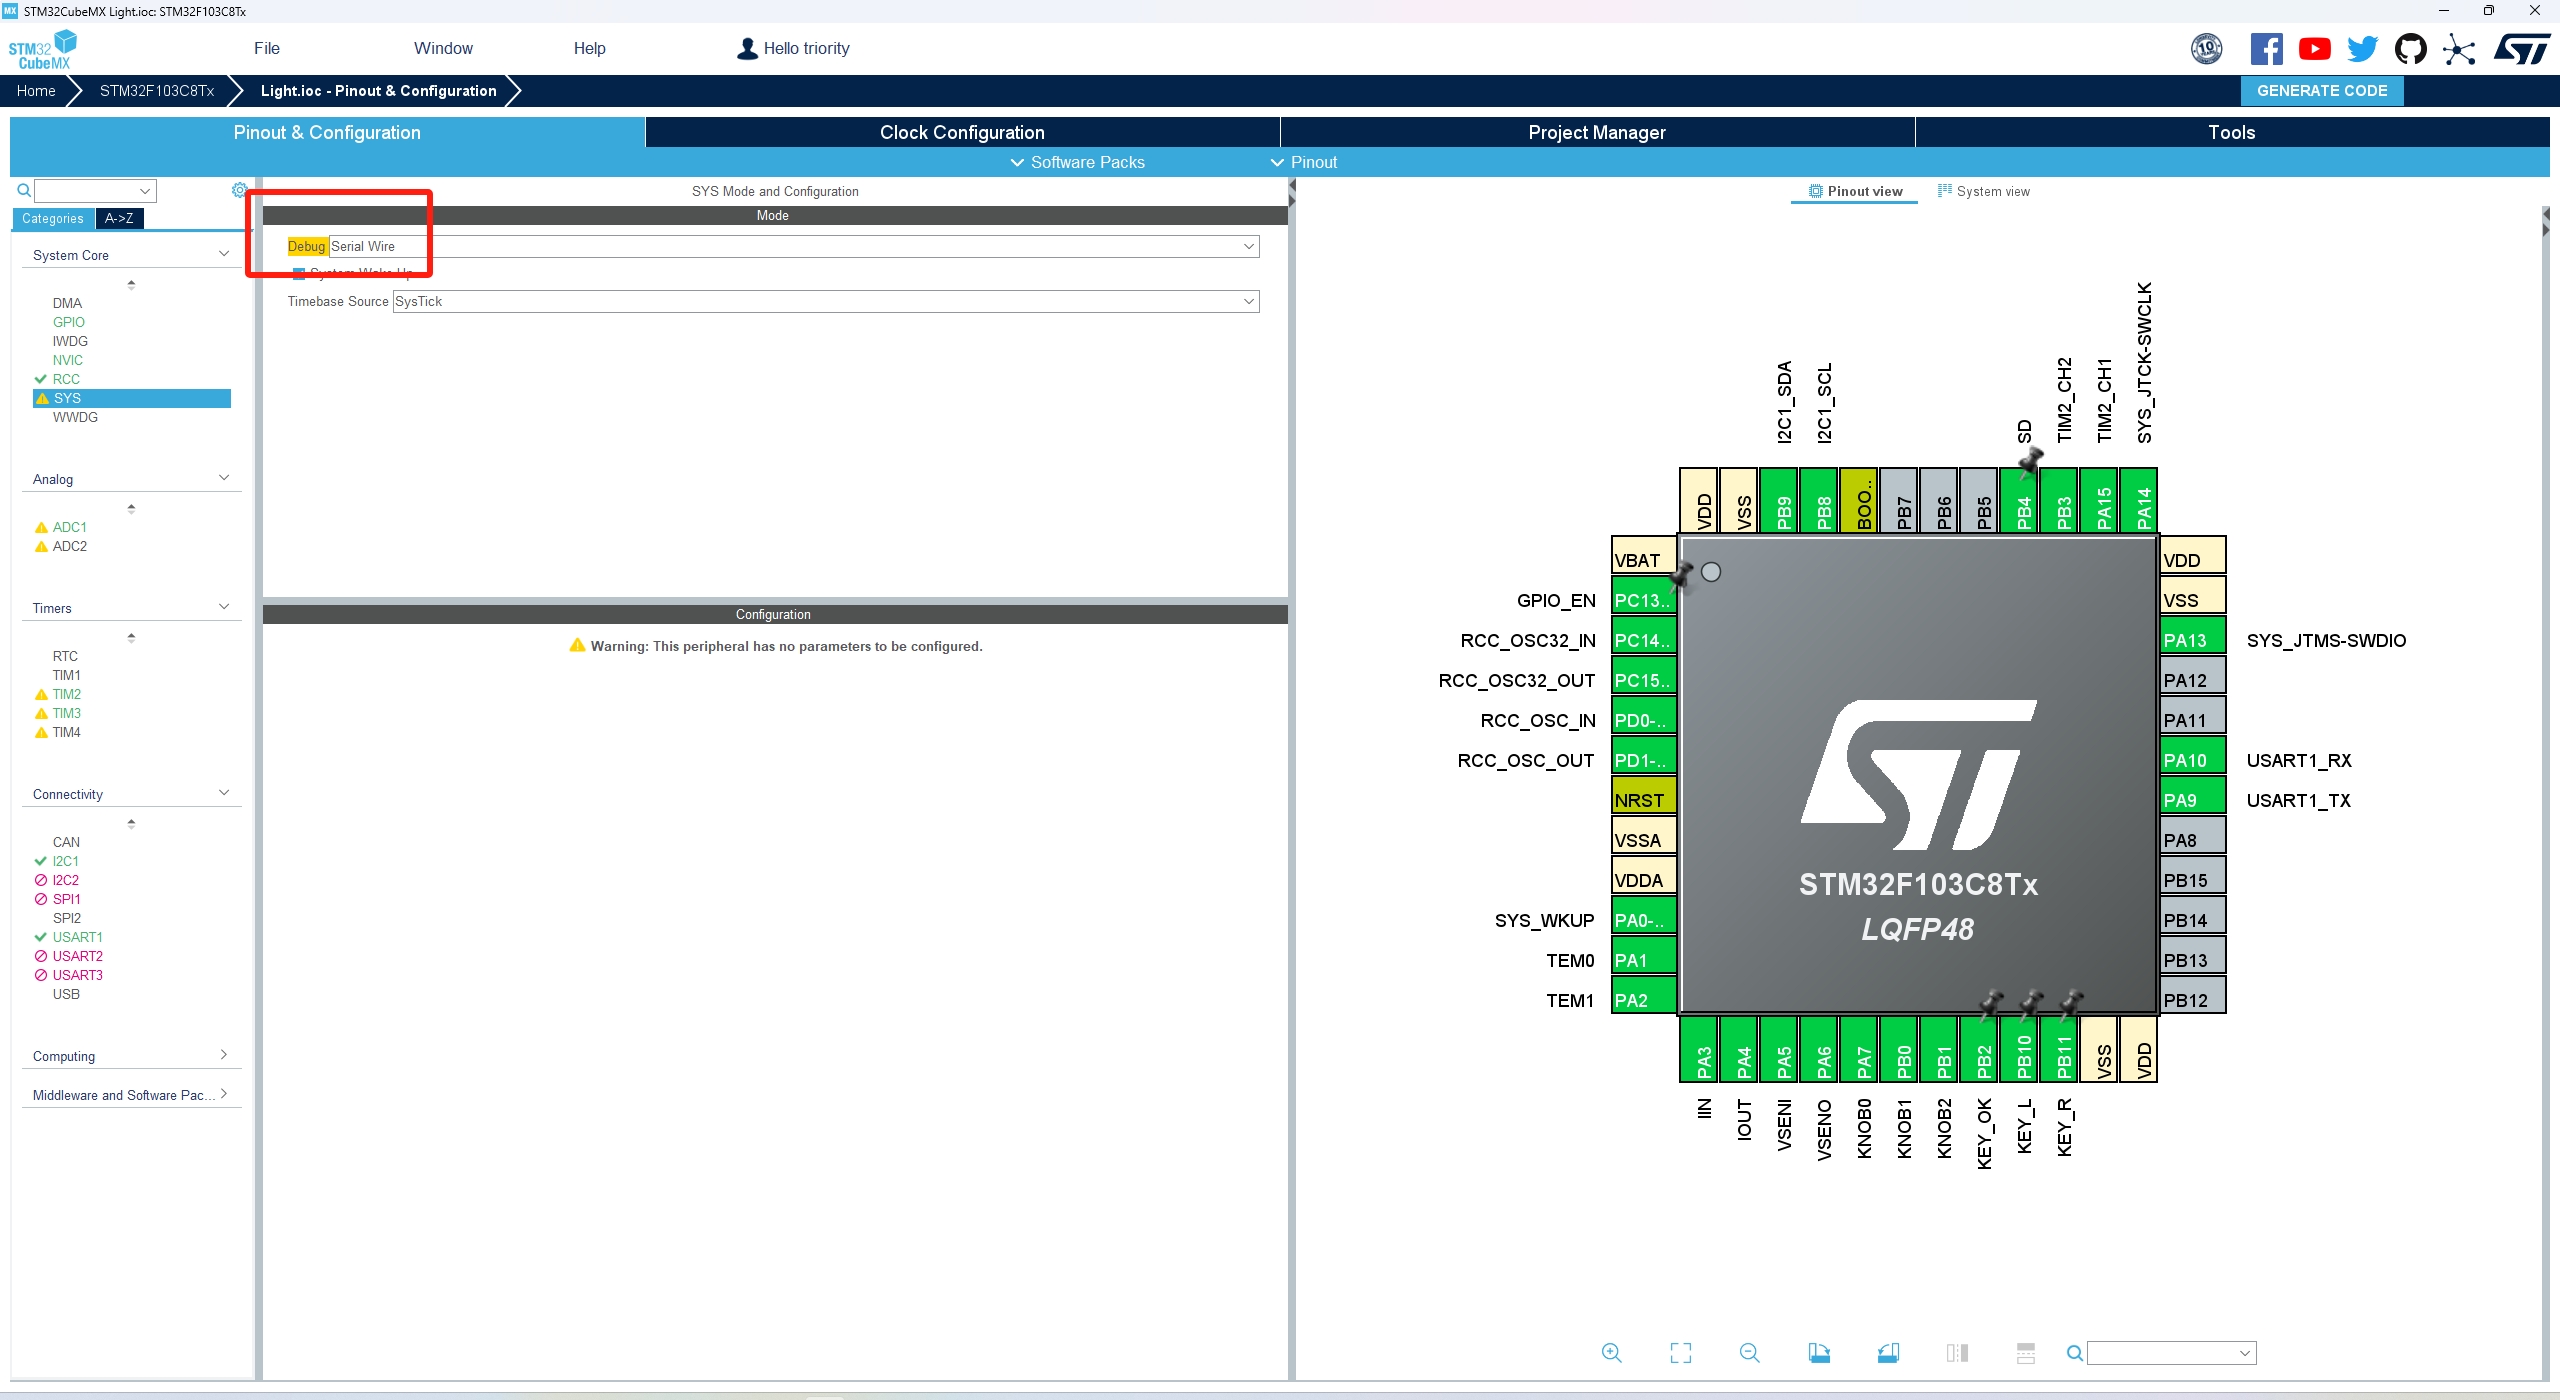 STM32CubeMX Light.ioc: STM32F103C8Tx
STM32
CubeMX
File
Window
Help
Hello triority
10
Home
STM32F103C8Tx
Light.ioc - Pinout & Configuration
GENERATE CODE
Pinout & Configuration
Clock Configuration
Project Manager
Tools
Software Packs
Pinout
Categories
A->Z
System Core
DMA
GPIO
IWDG
NVIC
RCC
SYS
WWDG
Analog
ADC1
ADC2
Timers
RTC
TIM1
TIM2
TIM3
TIM4
Connectivity
CAN
I2C1
I2C2
SPI1
SPI2
USART1
USART2
USART3
USB
Computing
Middleware and Software Pac...
SYS Mode and Configuration
Mode
Debug Serial Wire
System Wake-Up
Timebase Source SysTick
Configuration
Warning: This peripheral has no parameters to be configured.
Pinout view
System view
I2C1_SDA
I2C1_SCL
SD
TIM2_CH2
TIM2_CH1
SYS_JTCK-SWCLK
VDD
VSS
PB9
PB8
BOO..
PB7
PB6
PB5
PB4
PB3
PA15
PA14
VBAT
GPIO_EN PC13..
RCC_OSC32_IN PC14..
RCC_OSC32_OUT PC15..
RCC_OSC_IN PD0-..
RCC_OSC_OUT PD1-..
NRST
VSSA
VDDA
SYS_WKUP PA0-..
TEM0 PA1
TEM1 PA2
STM32F103C8Tx
LQFP48
VDD
VSS
PA13 SYS_JTMS-SWDIO
PA12
PA11
PA10 USART1_RX
PA9 USART1_TX
PA8
PB15
PB14
PB13
PB12
PA3
PA4
PA5
PA6
PA7
PB0
PB1
PB2
PB10
PB11
VSS
VDD
IIN
IOUT
VSENI
VSENO
KNOB0
KNOB1
KNOB2
KEY_OK
KEY_L
KEY_R